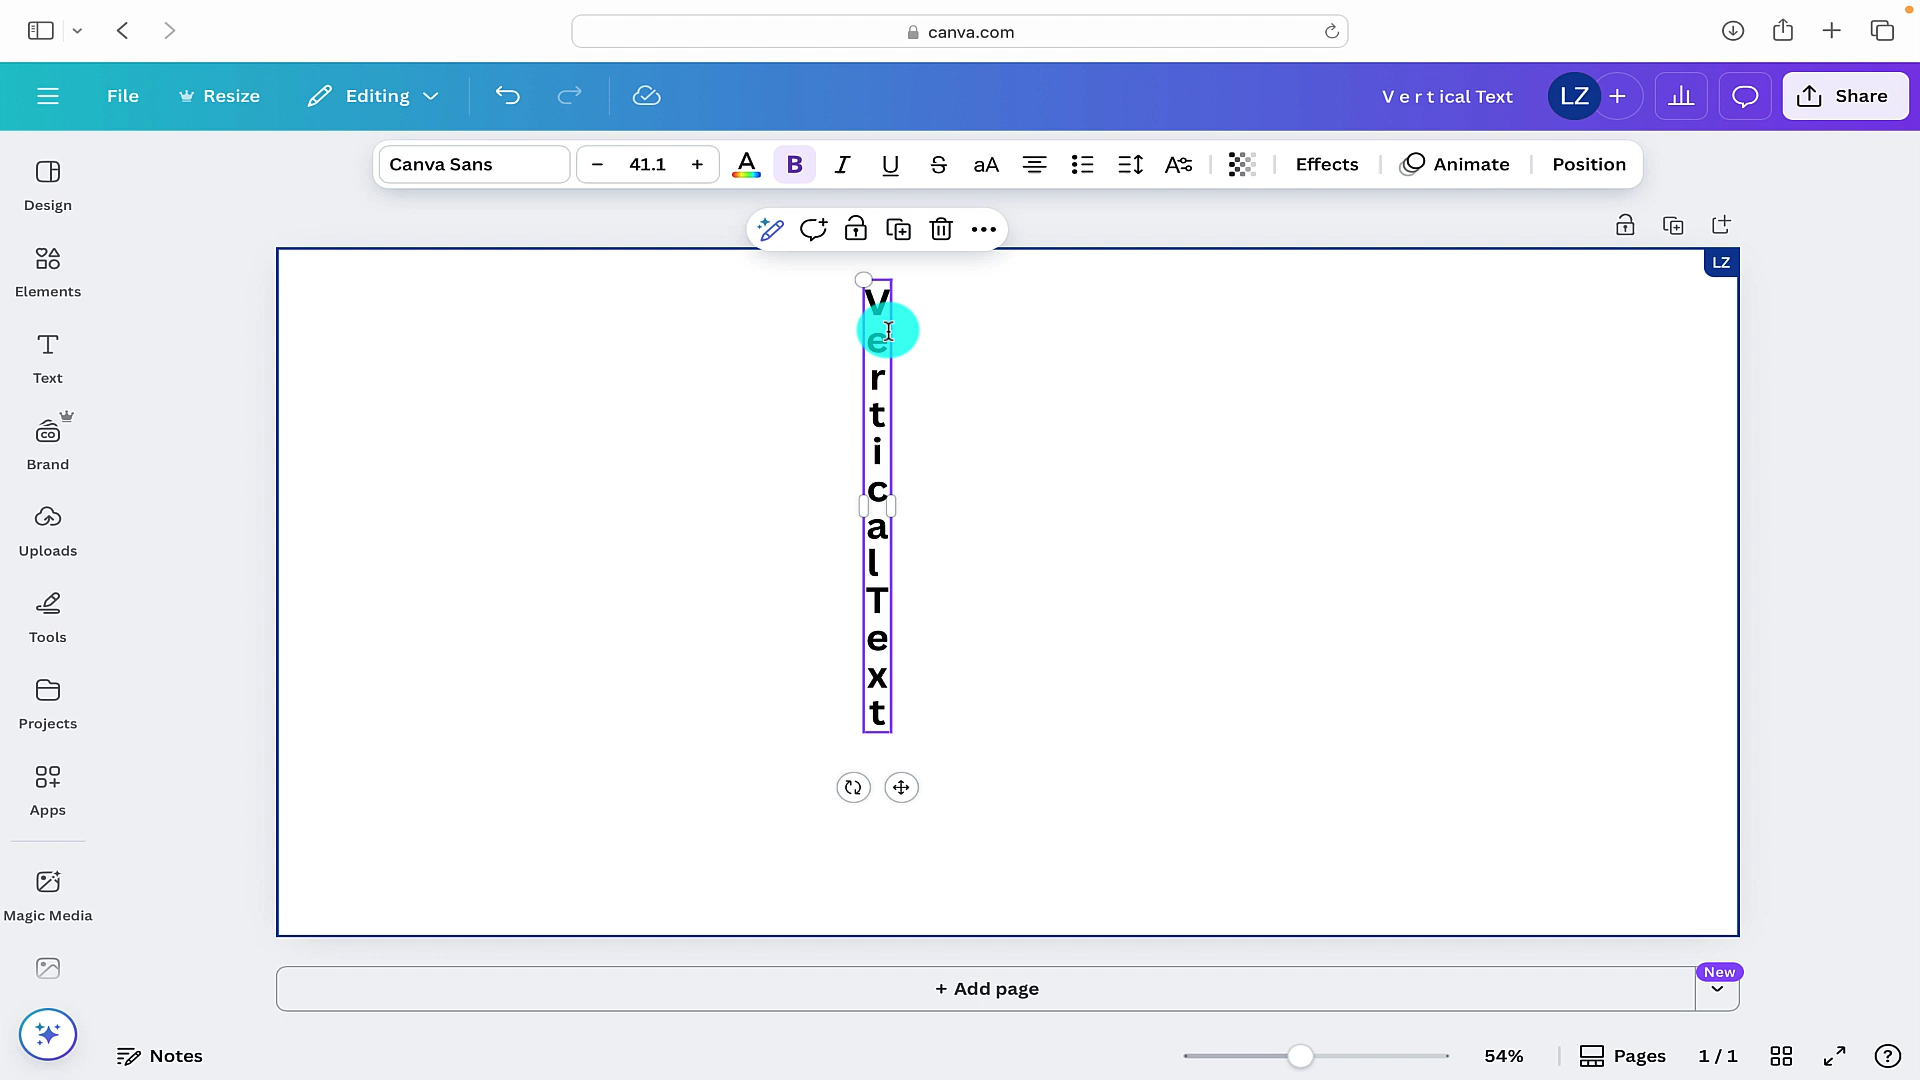 canva.com
File
Resize
Editing
V e r t ical Text
LZ
Share
Canva Sans
41.1
A
B
I
U
S
aA
Effects
Animate
Position
Design
Elements
Text
Brand
Uploads
Tools
Projects
Apps
Magic Media
LZ
V
e
r
t
i
c
a
l
T
e
x
t
+ Add page
New
Notes
54%
Pages
1 / 1